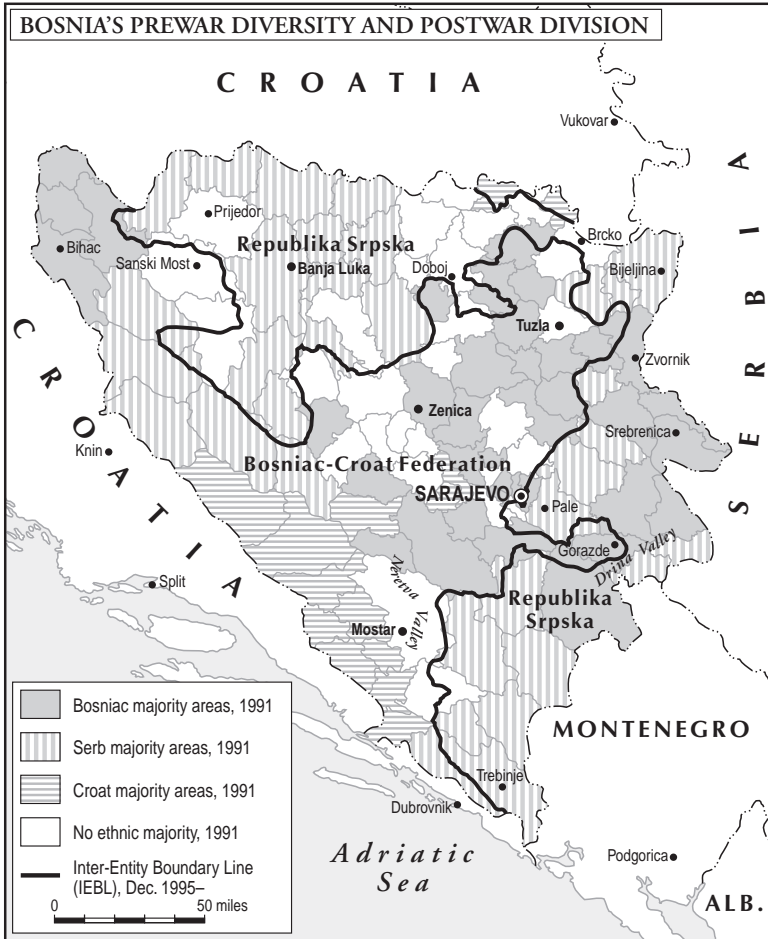 BOSNIA'S PREWAR DIVERSITY AND POSTWAR DIVISION
CROATIA
Vukovar
SERBIA
Prijedor
Bihac
Republika Srpska
Brcko
Sanski Most
Banja Luka
Doboj
Bijeljina
CROATIA
Tuzla
Zvornik
Zenica
Srebrenica
Knin
Bosniac-Croat Federation
SARAJEVO
Pale
Gorazde
Drina Valley
Split
Neretva
Valley
Republika
Srpska
Mostar
Bosniac majority areas, 1991
Serb majority areas, 1991
MONTENEGRO
Croat majority areas, 1991
Trebinje
Dubrovnik
No ethnic majority, 1991
Adriatic
Sea
Podgorica
Inter-Entity Boundary Line
(IEBL), Dec. 1995–
ALB.
0 50 miles